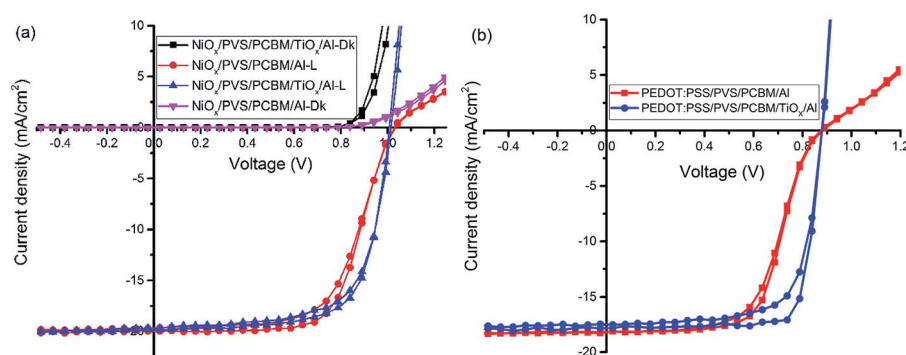 (a)
NiOx/PVS/PCBM/TiOx/Al-Dk
NiOx/PVS/PCBM/Al-L
NiOx/PVS/PCBM/TiOx/Al-L
NiOx/PVS/PCBM/Al-Dk
10
5
0
-5
-10
-15
-20
-0.4 -0.2 0.0 0.2 0.4 0.6 0.8 1.0 1.2
Voltage (V)
Current density (mA/cm²)
(b)
PEDOT:PSS/PVS/PCBM/Al
PEDOT:PSS/PVS/PCBM/TiOx/Al
10
5
0
-5
-10
-15
-20
-0.4 -0.2 0.0 0.2 0.4 0.6 0.8 1.0 1.2
Voltage (V)
Current density (mA/cm²)